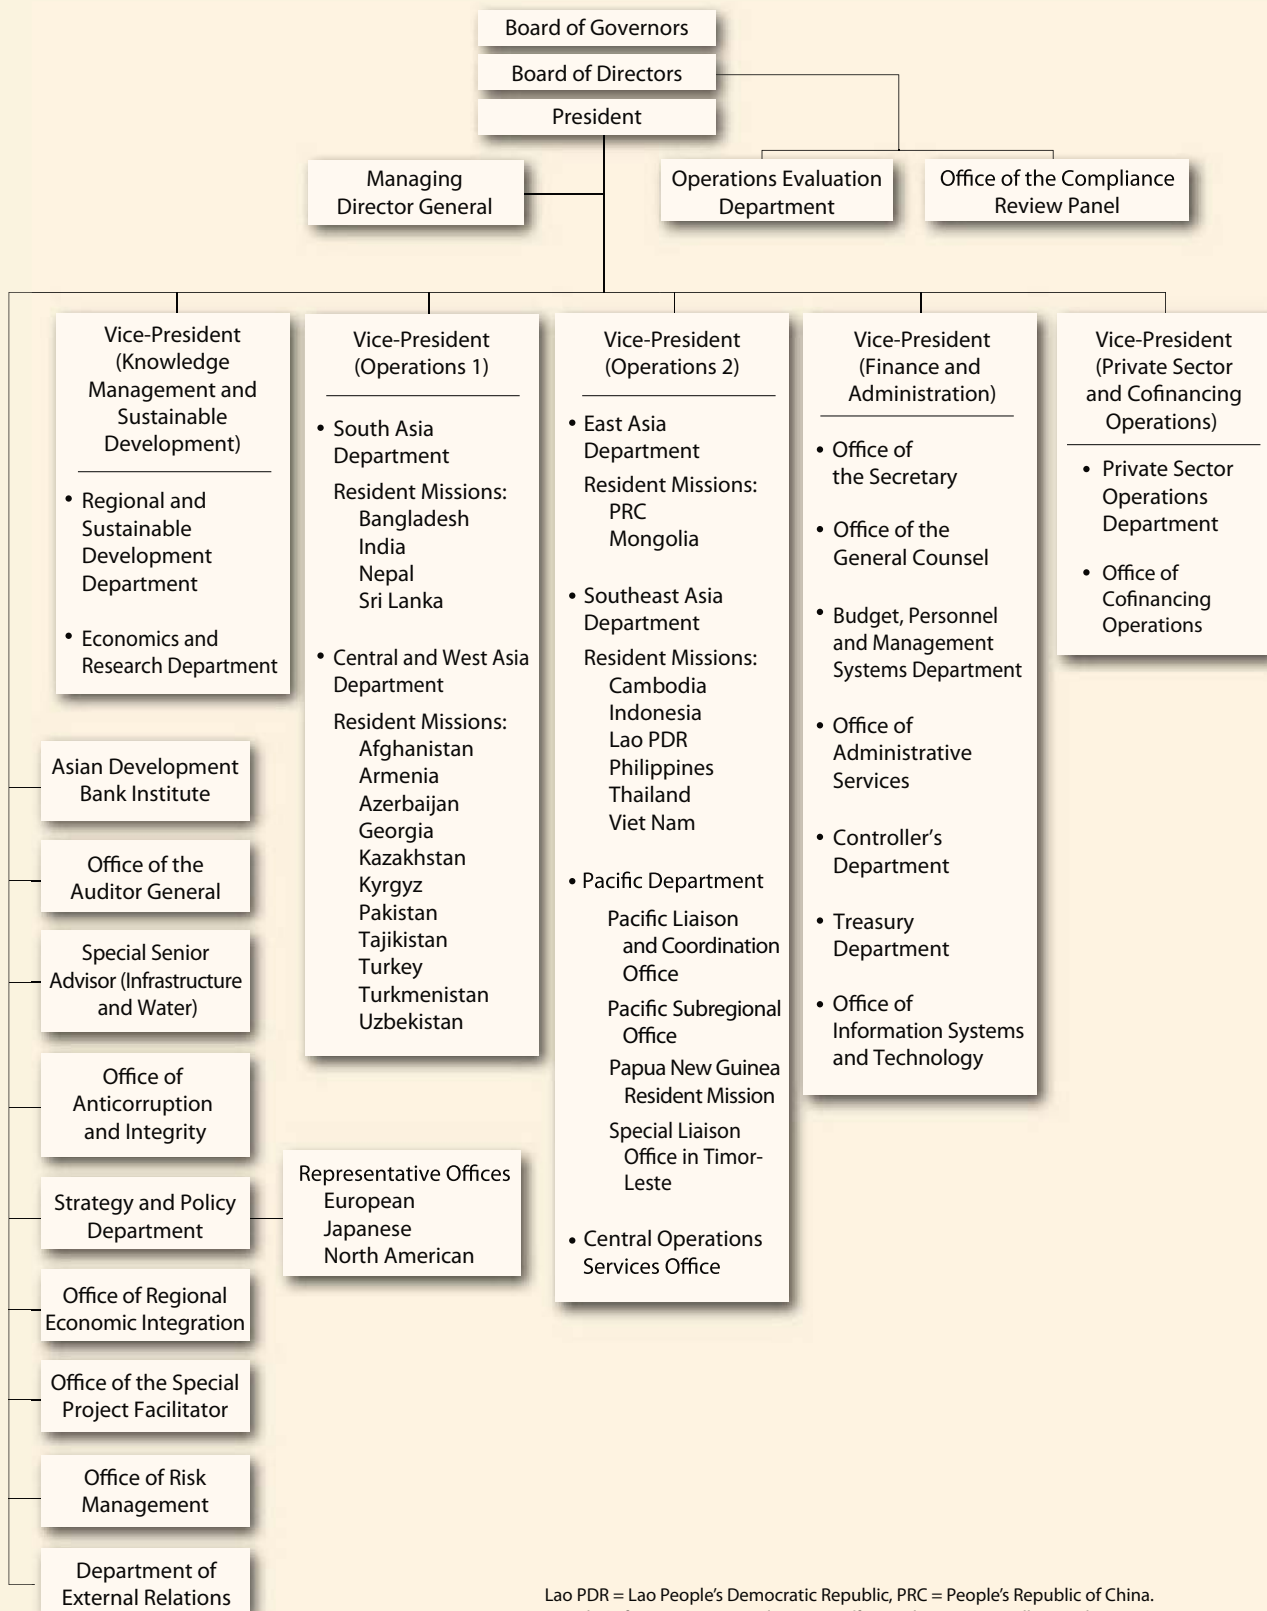 Board of Governors
Board of Directors
President
Managing
Director General
Operations Evaluation
Department
Office of the Compliance
Review Panel
Vice-President
(Knowledge
Management and
Sustainable
Development)
• Regional and
Sustainable
Development
Department
• Economics and
Research Department
Vice-President
(Operations 1)
• South Asia
Department
Resident Missions:
Bangladesh
India
Nepal
Sri Lanka
• Central and West Asia
Department
Resident Missions:
Afghanistan
Armenia
Azerbaijan
Georgia
Kazakhstan
Kyrgyz
Pakistan
Tajikistan
Turkey
Turkmenistan
Uzbekistan
Vice-President
(Operations 2)
• East Asia
Department
Resident Missions:
PRC
Mongolia
• Southeast Asia
Department
Resident Missions:
Cambodia
Indonesia
Lao PDR
Philippines
Thailand
Viet Nam
• Pacific Department
Pacific Liaison
and Coordination
Office
Pacific Subregional
Office
Papua New Guinea
Resident Mission
Special Liaison
Office in Timor-
Leste
• Central Operations
Services Office
Vice-President
(Finance and
Administration)
• Office of
the Secretary
• Office of the
General Counsel
• Budget, Personnel
and Management
Systems Department
• Office of
Administrative
Services
• Controller's
Department
• Treasury
Department
• Office of
Information Systems
and Technology
Vice-President
(Private Sector
and Cofinancing
Operations)
• Private Sector
Operations
Department
• Office of
Cofinancing
Operations
Asian Development
Bank Institute
Office of the
Auditor General
Special Senior
Advisor (Infrastructure
and Water)
Office of
Anticorruption
and Integrity
Strategy and Policy
Department
Representative Offices
European
Japanese
North American
Office of Regional
Economic Integration
Office of the Special
Project Facilitator
Office of Risk
Management
Department of
External Relations
Lao PDR = Lao People's Democratic Republic, PRC = People's Republic of China.